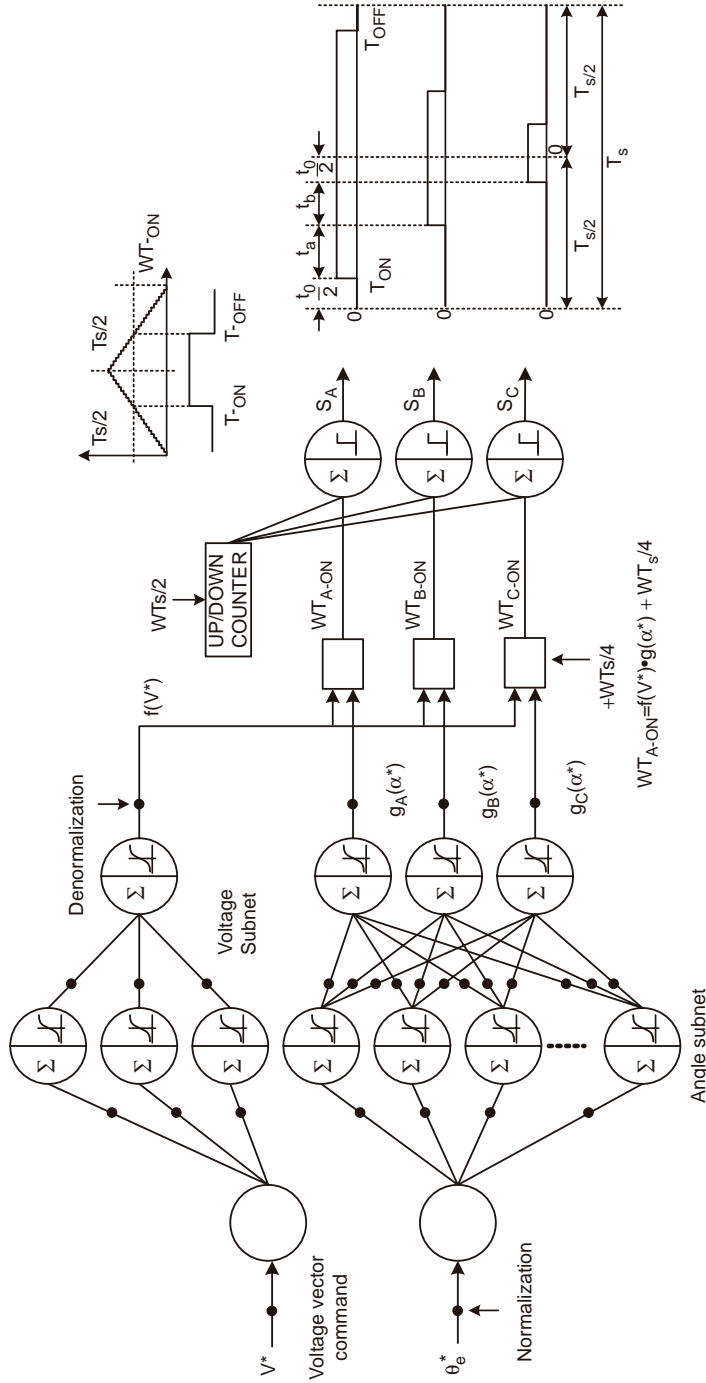 V*
Voltage vector
command
θe*
Normalization
Σ
Σ
Σ
Σ
Σ
Σ
Σ
Angle subnet
Voltage
Subnet
Denormalization
Σ
Σ
Σ
Σ
f(V*)
gA(α*)
gB(α*)
gC(α*)
WTs/2
UP/DOWN
COUNTER
WTA-ON
WTB-ON
WTC-ON
+WTs/4
WTA-ON=f(V*)•g(α*) + WTs/4
Σ
Σ
Σ
SA
SB
SC
Ts/2
Ts/2
WT-ON
T-ON
T-OFF
t0/2
ta
tb
t0/2
TON
TOFF
0
0
0
0
Ts/2
Ts/2
Ts